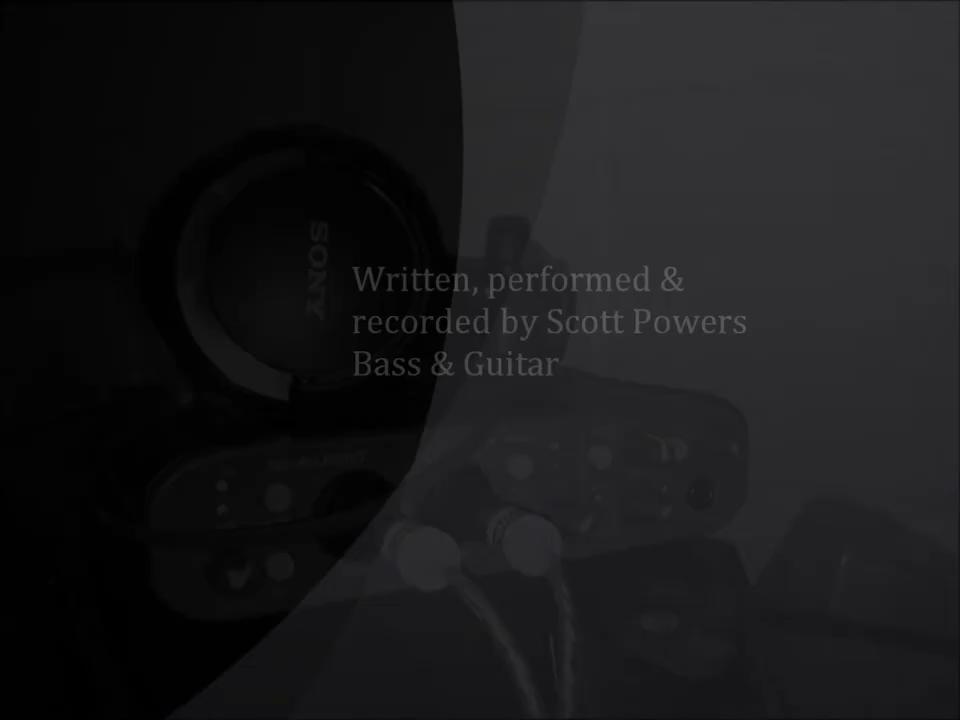 SONY
Written, performed &
recorded by Scott Powers
Bass & Guitar